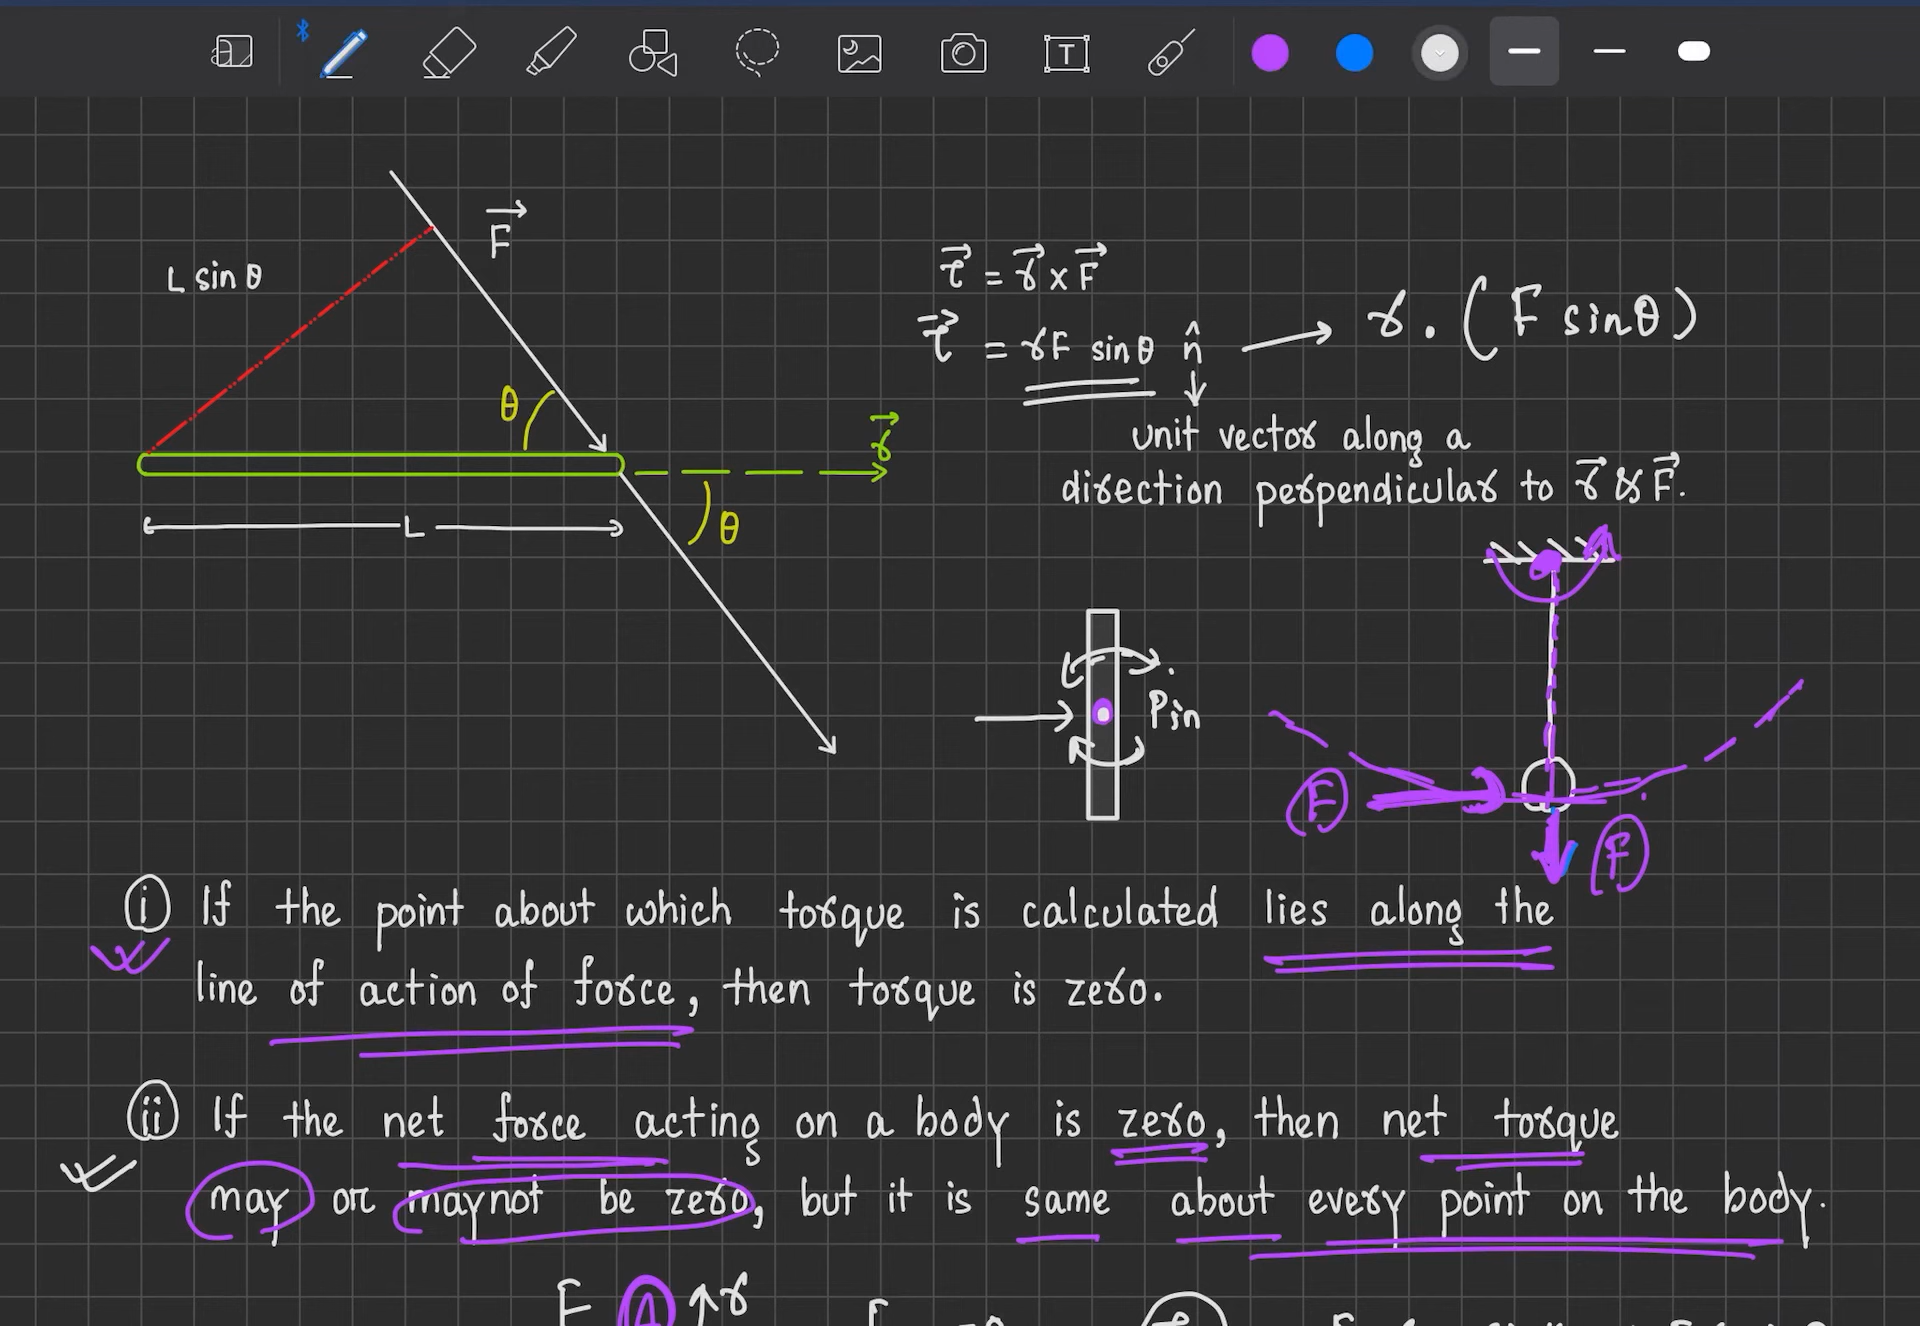 F
L sin θ
τ = r × F
τ = rF sinθ n̂ → r . ( F sinθ )
θ
r
unit vector along a
direction perpendicular to r & F.
θ
L
Pin
F
F
(i) If the point about which torque is calculated lies along the
line of action of force, then torque is zero.
(ii) If the net force acting on a body is zero, then net torque
may or maynot be zero, but it is same about every point on the body.
F A ↑r